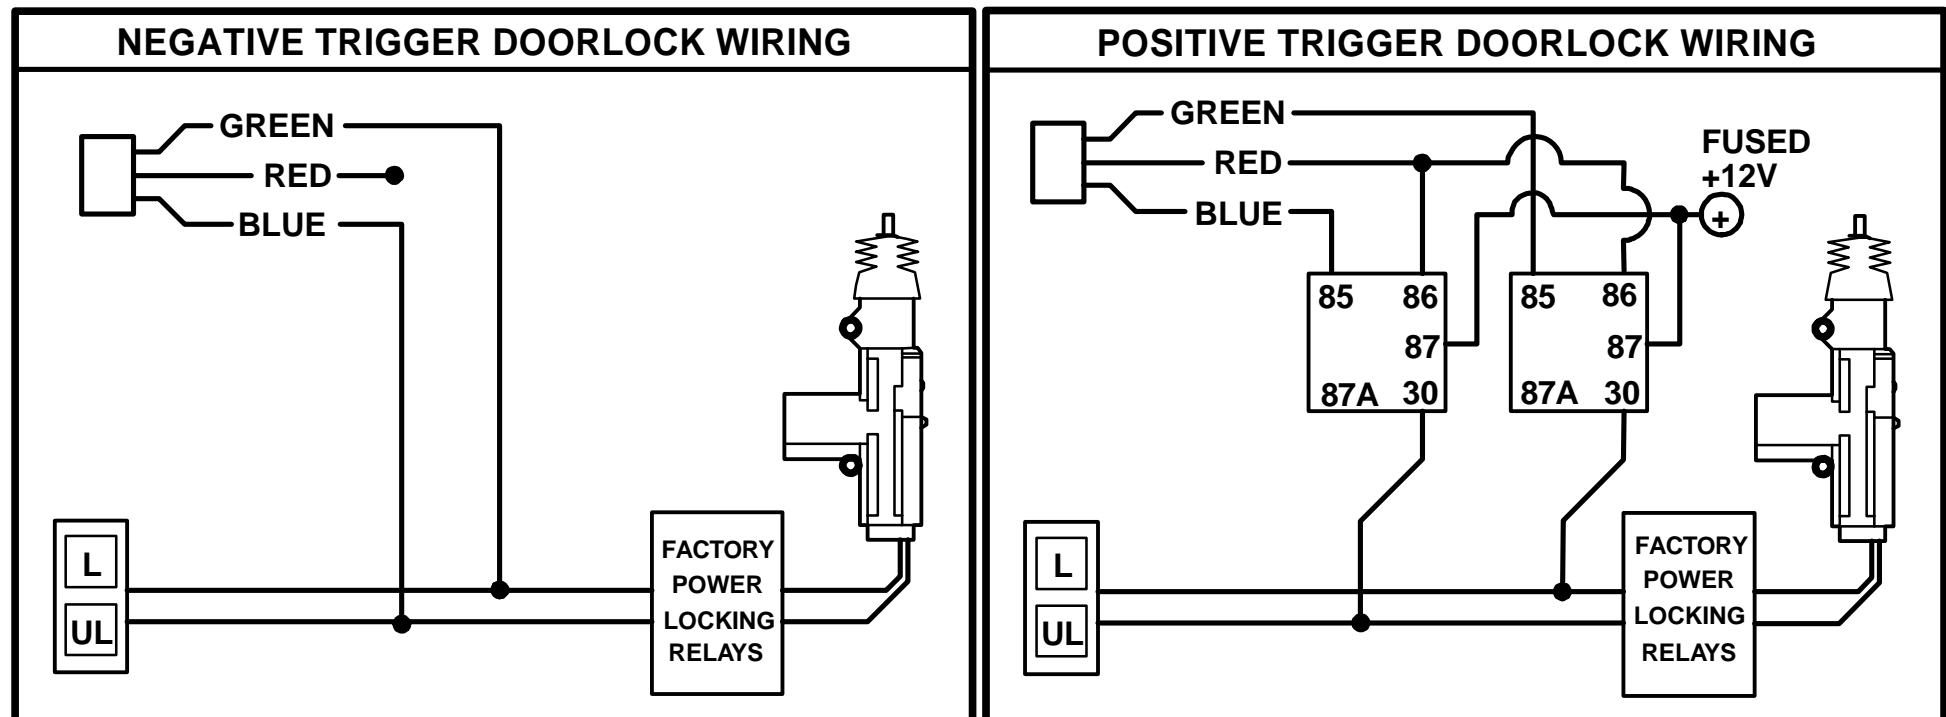 NEGATIVE TRIGGER DOORLOCK WIRING
GREEN
RED
BLUE
L
UL
FACTORY
POWER
LOCKING
RELAYS
POSITIVE TRIGGER DOORLOCK WIRING
GREEN
RED
BLUE
FUSED
+12V
+
85 86
87
87A 30
85 86
87
87A 30
L
UL
FACTORY
POWER
LOCKING
RELAYS